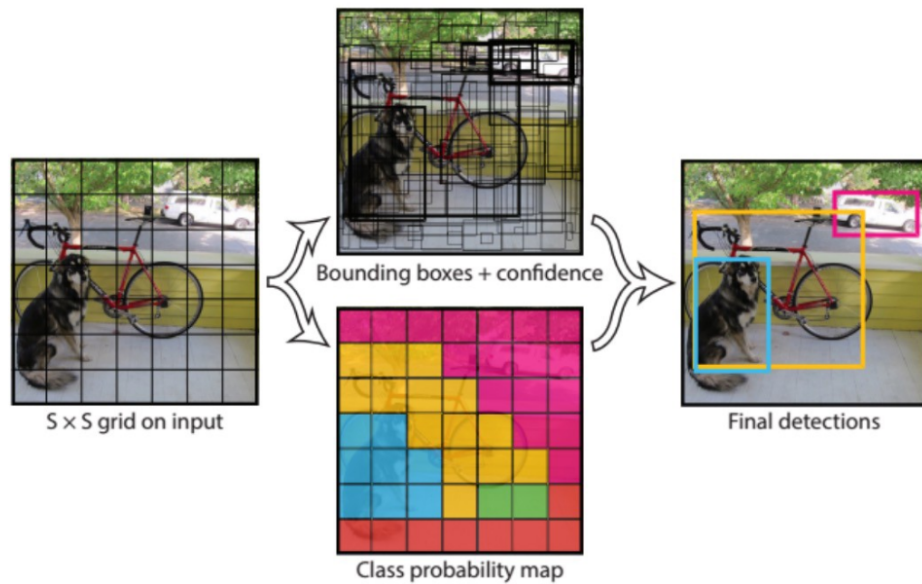 Bounding boxes + confidence
S × S grid on input
Final detections
Class probability map